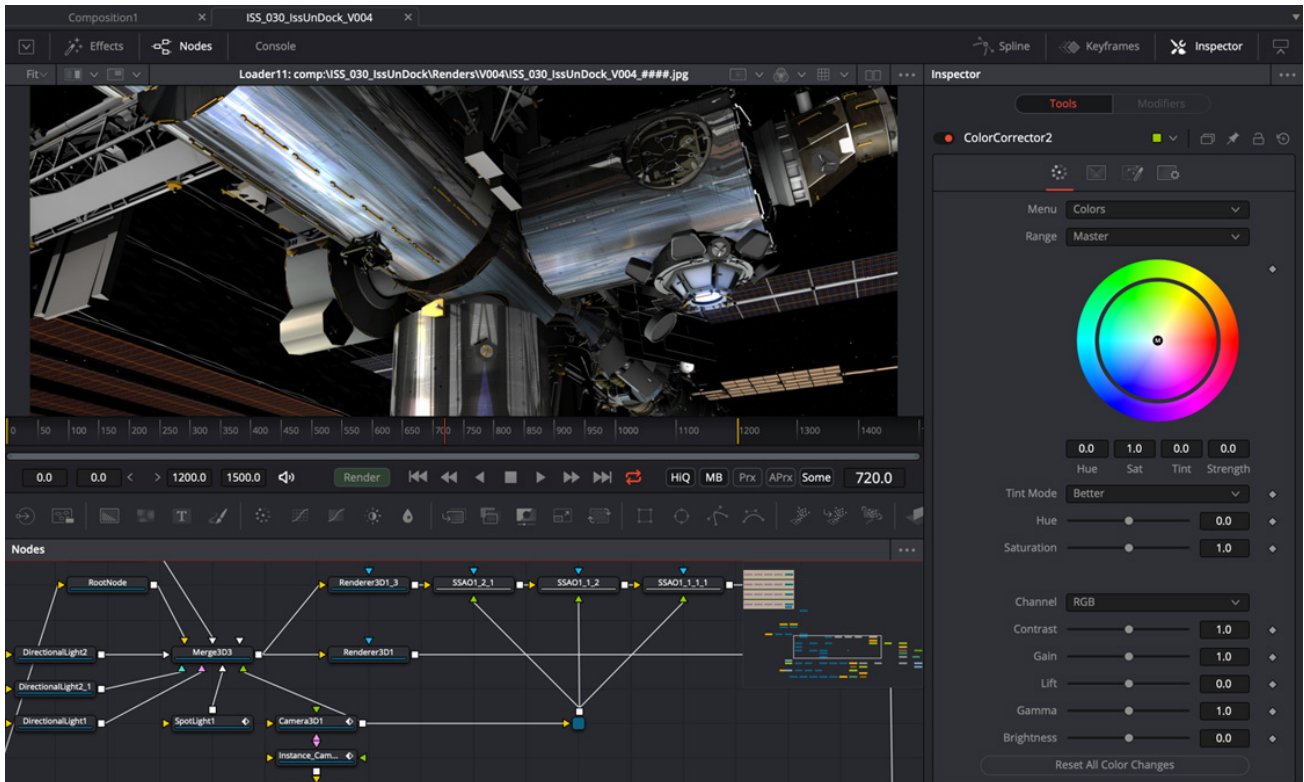 Composition1
ISS_030_IssUnDock_V004
Effects
Nodes
Console
Spline
Keyframes
Inspector
Fit
Loader11: comp:\ISS_030_IssUnDock\Renders\V004\ISS_030_IssUnDock_V004_####.jpg
Inspector
Tools
Modifiers
ColorCorrector2
Menu Colors
Range Master
M
0.0 1.0 0.0 0.0
Hue Sat Tint Strength
Tint Mode Better
Hue 0.0
Saturation 1.0
Channel RGB
Contrast 1.0
Gain 1.0
Lift 0.0
Gamma 1.0
Brightness 0.0
Reset All Color Changes
0 50 100 150 200 250 300 350 400 450 500 550 600 650 700 750 800 850 900 950 1000 1100 1200 1300 1400
0.0 0.0 < > 1200.0 1500.0 Render HiQ MB Prx APrx Some 720.0
T
Nodes
RootNode Renderer3D1_3 SSAO1_2_1 SSAO1_1_2 SSAO1_1_1_1
DirectionalLight2 Merge3D3 Renderer3D1
DirectionalLight2_1
DirectionalLight1 SpotLight1 Camera3D1
Instance_Cam...